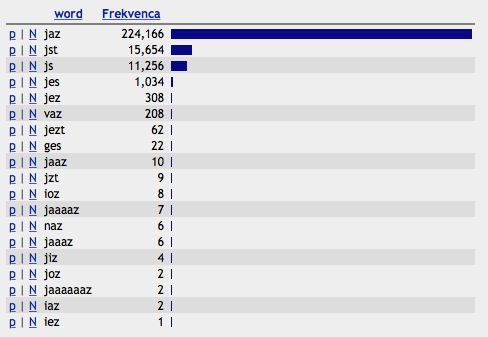 word Frekvenca
p | N jaz 224,166
p | N jst 15,654
p | N js 11,256
p | N jes 1,034
p | N jez 308
p | N vaz 208
p | N jezt 62
p | N ges 22
p | N jaaz 10
p | N jzt 9
p | N ioz 8
p | N jaaaaz 7
p | N naz 6
p | N jaaaz 6
p | N jiz 4
p | N joz 2
p | N jaaaaaaz 2
p | N iaz 2
p | N iez 1